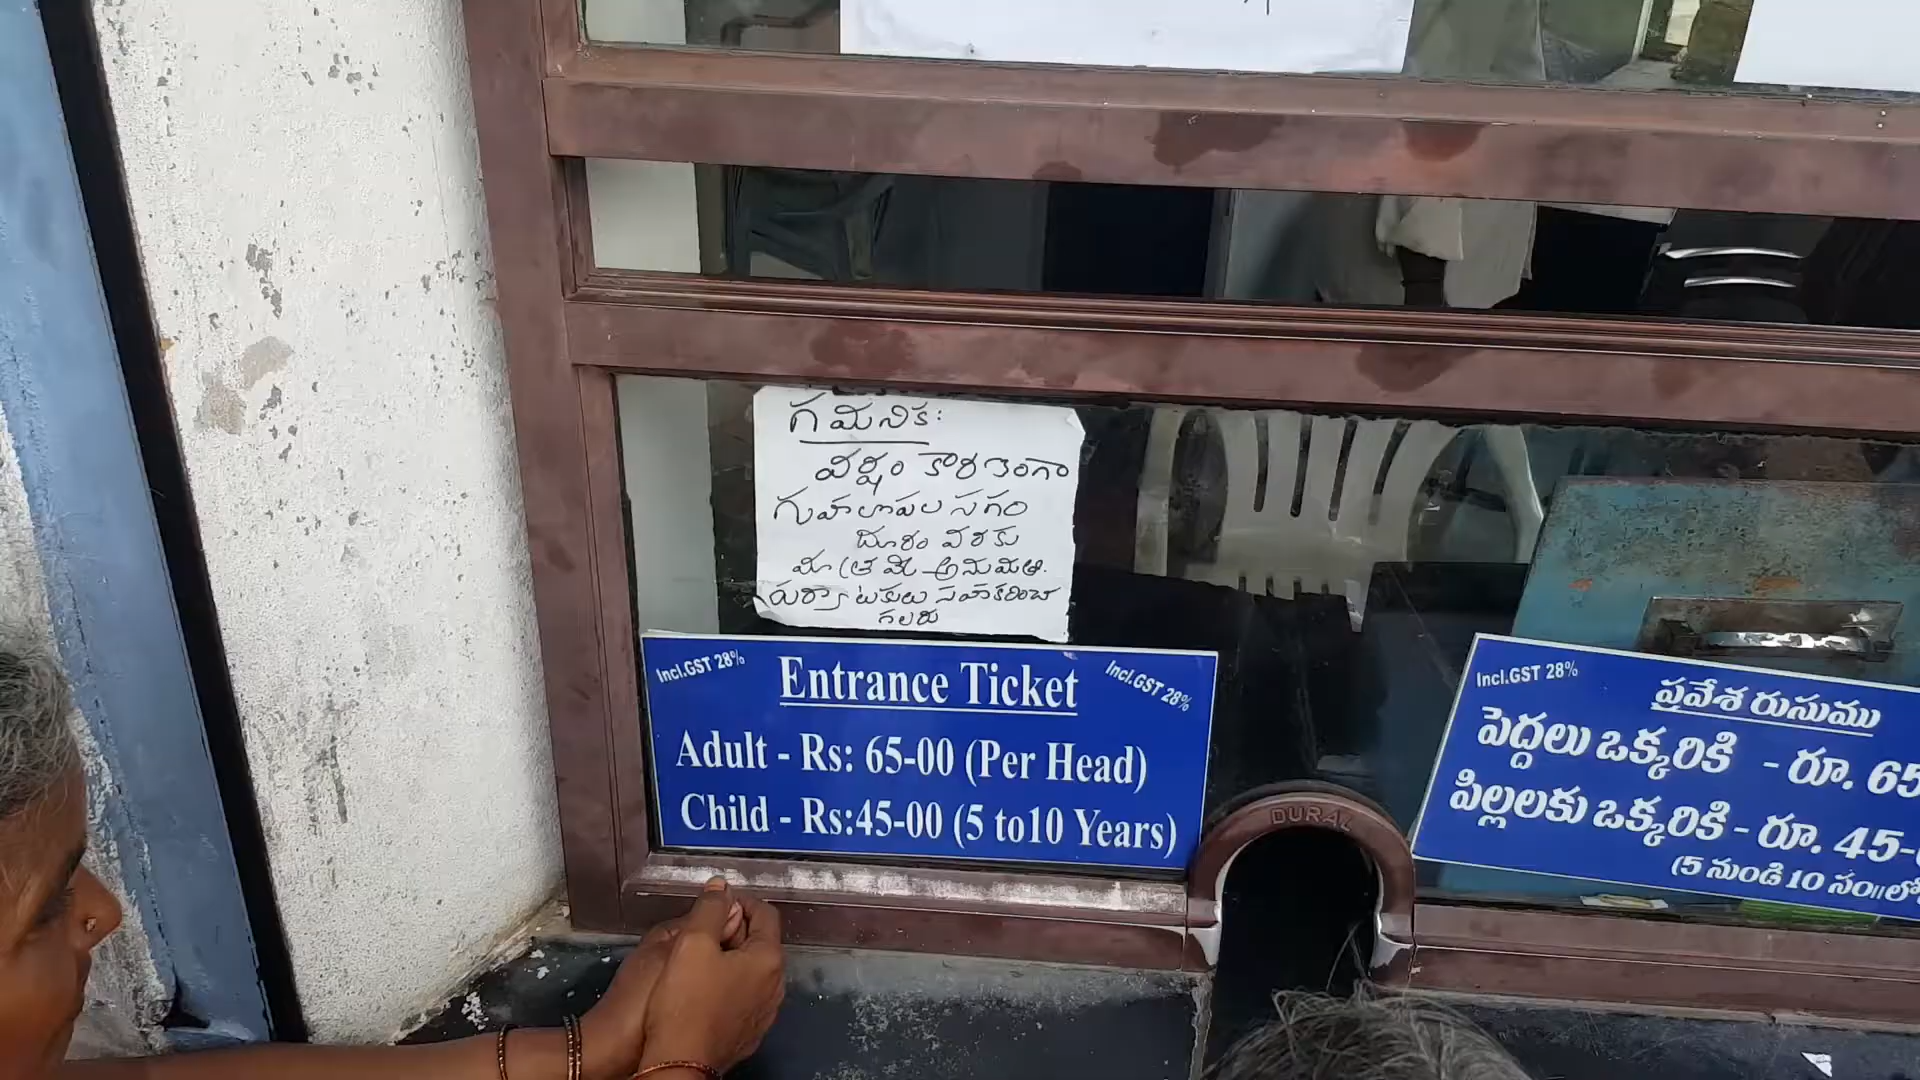 గమనిక:
వర్షం కారణంగా
గుహలోపల సగం
దూరం వరకు
మాత్రమే అనుమతి.
పర్యాటకులు సహకరించ
గలరు
Incl.GST 28%
Entrance Ticket
Incl.GST 28%
Adult - Rs: 65-00 (Per Head)
Child - Rs:45-00 (5 to10 Years)
DURAL
Incl.GST 28%
ప్రవేశ రుసుము
పెద్దలు ఒక్కరికి - రూ. 65
పిల్లలకు ఒక్కరికి - రూ. 45-
(5 నుండి 10 సం॥లో